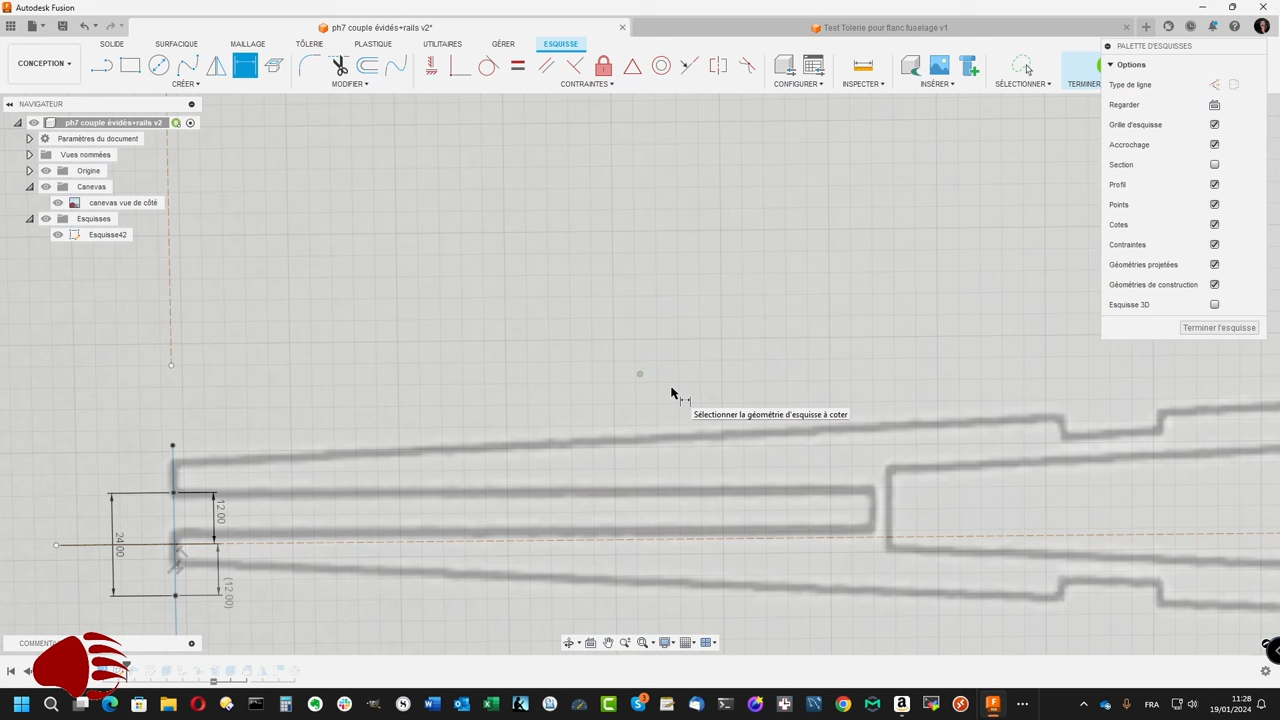 Autodesk Fusion
ph7 couple évidés+rails v2*
Test Tolerie pour flanc fuselage v1
CONCEPTION
SOLIDE
SURFACIQUE
MAILLAGE
TÔLERIE
PLASTIQUE
UTILITAIRES
GÉRER
ESQUISSE
CRÉER
MODIFIER
CONTRAINTES
CONFIGURER
INSPECTER
INSÉRER
SÉLECTIONNER
TERMINER
NAVIGATEUR
ph7 couple évidés+rails v2
Paramètres du document
Vues nommées
Origine
Canevas
canevas vue de côté
Esquisses
Esquisse42
PALETTE D'ESQUISSES
Options
Type de ligne
Regarder
Grille d'esquisse
Accrochage
Section
Profil
Points
Cotes
Contraintes
Géométries projetées
Géométries de construction
Esquisse 3D
Terminer l'esquisse
Sélectionner la géométrie d'esquisse à coter
12.00
24.00
(12.00)
COMMENT
FRA
11:28
19/01/2024